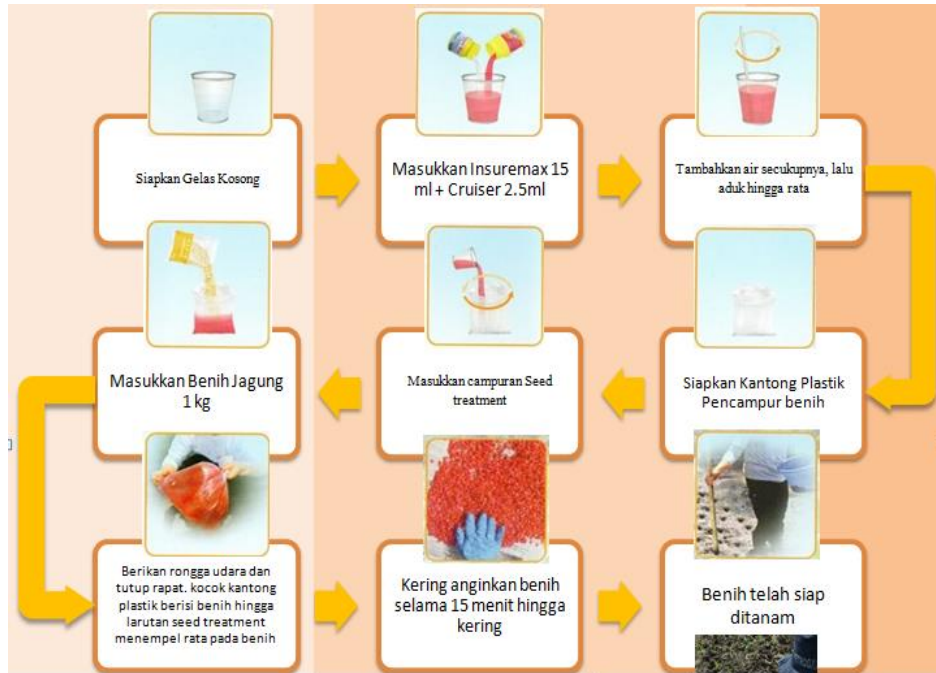 Siapkan Gelas Kosong
Masukkan Insuremax 15
ml + Cruiser 2.5ml
Tambahkan air secukupnya, lalu
aduk hingga rata
Siapkan Kantong Plastik
Pencampur benih
Masukkan campuran Seed
treatment
Masukkan Benih Jagung
1 kg
Berikan rongga udara dan
tutup rapat. kocok kantong
plastik berisi benih hingga
larutan seed treatment
menempel rata pada benih
Kering anginkan benih
selama 15 menit hingga
kering
Benih telah siap
ditanam